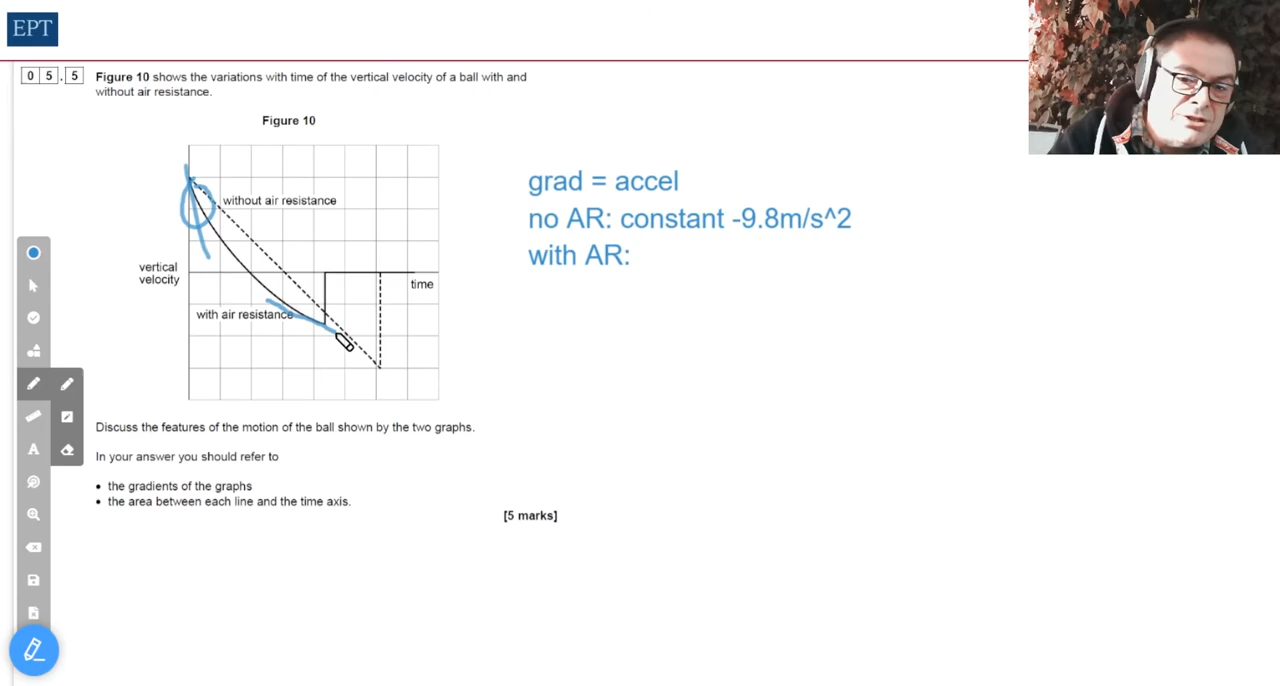 EPT
0 5 . 5 Figure 10 shows the variations with time of the vertical velocity of a ball with and
without air resistance.
Figure 10
without air resistance
vertical
velocity
time
with air resistance
grad = accel
no AR: constant -9.8m/s^2
with AR:
Discuss the features of the motion of the ball shown by the two graphs.
In your answer you should refer to
• the gradients of the graphs
• the area between each line and the time axis.
[5 marks]
A